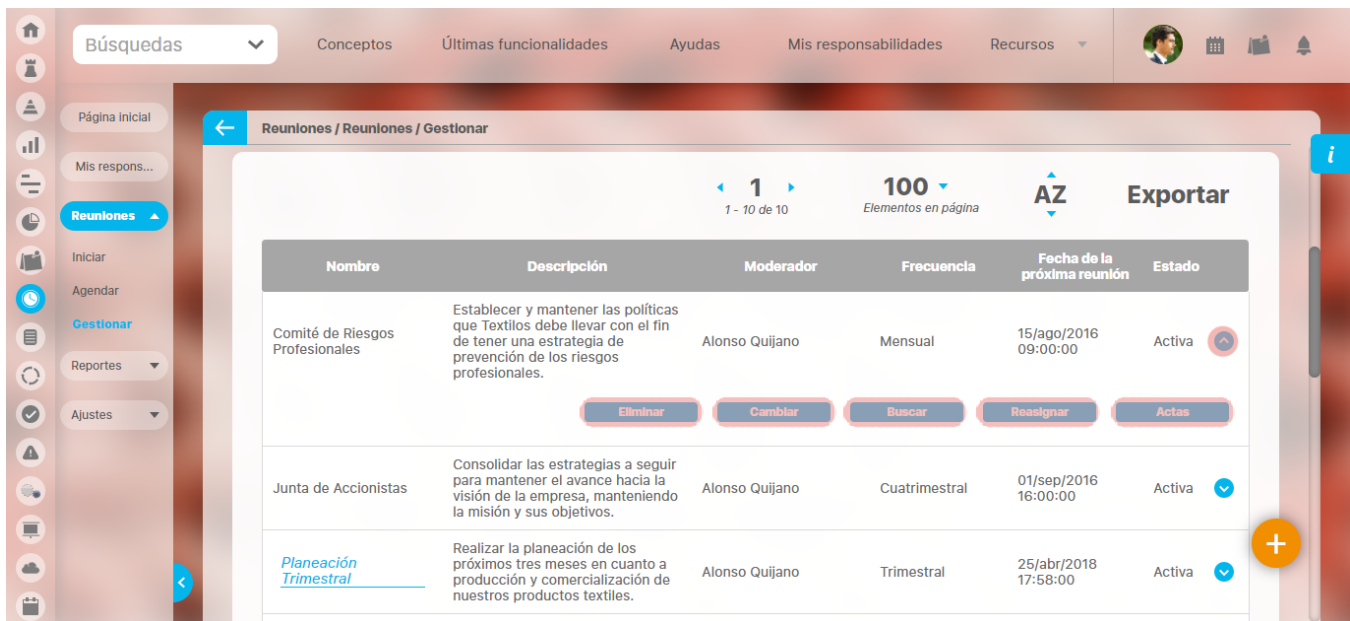 Búsquedas
Conceptos
Últimas funcionalidades
Ayudas
Mis responsabilidades
Recursos
Página inicial
Mis respons...
Reuniones
Iniciar
Agendar
Gestionar
Reportes
Ajustes
Reuniones / Reuniones / Gestionar
i
1
1 - 10 de 10
100
Elementos en página
AZ
Exportar
Nombre
Descripción
Moderador
Frecuencia
Fecha de la
próxima reunión
Estado
Comité de Riesgos
Profesionales
Establecer y mantener las políticas
que Textilos debe llevar con el fin
de tener una estrategia de
prevención de los riesgos
profesionales.
Alonso Quijano
Mensual
15/ago/2016
09:00:00
Activa
Eliminar
Cambiar
Buscar
Reasignar
Actas
Junta de Accionistas
Consolidar las estrategias a seguir
para mantener el avance hacia la
visión de la empresa, manteniendo
la misión y sus objetivos.
Alonso Quijano
Cuatrimestral
01/sep/2016
16:00:00
Activa
Planeación
Trimestral
Realizar la planeación de los
próximos tres meses en cuanto a
producción y comercialización de
nuestros productos textiles.
Alonso Quijano
Trimestral
25/abr/2018
17:58:00
Activa
+